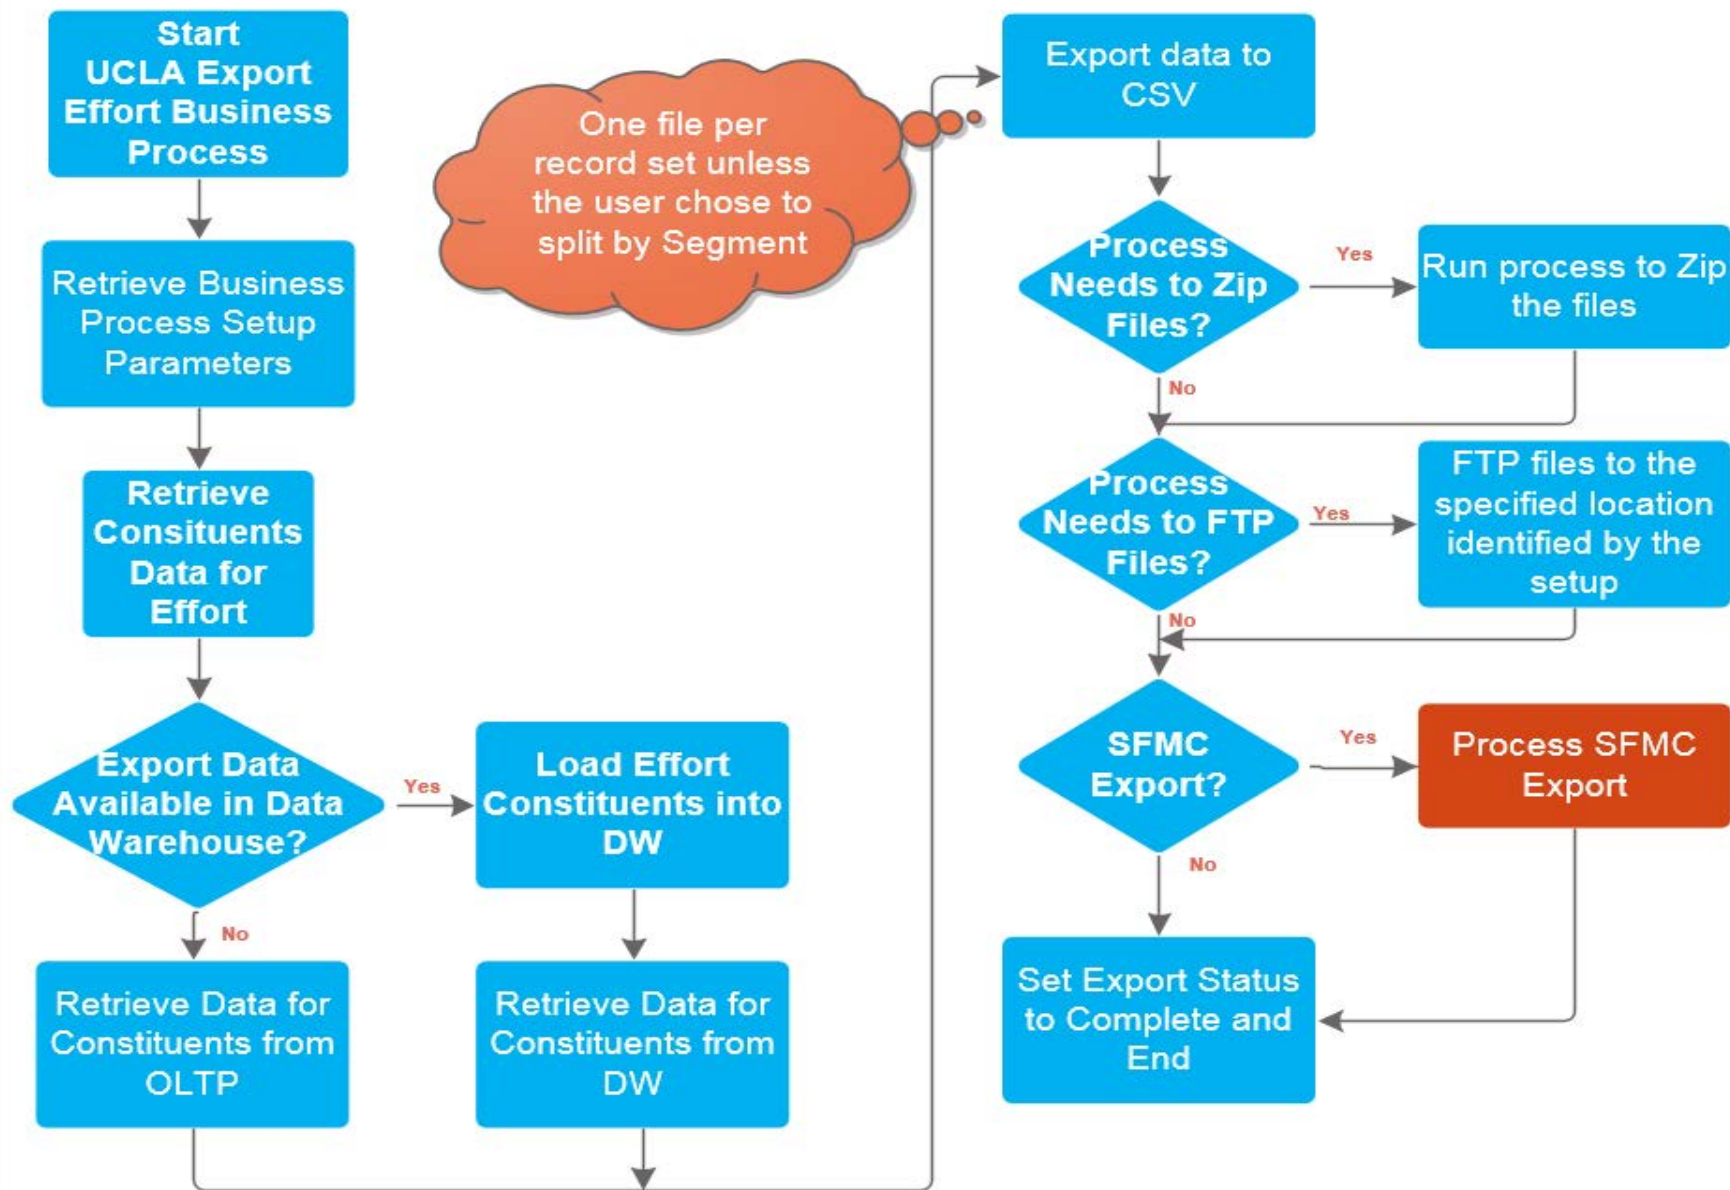 Start
UCLA Export
Effort Business
Process
Retrieve Business
Process Setup
Parameters
Retrieve
Consituents
Data for
Effort
Export Data
Available in Data
Warehouse?
Yes
Load Effort
Constituents into
DW
No
Retrieve Data for
Constituents from
OLTP
Retrieve Data for
Constituents from
DW
One file per
record set unless
the user chose to
split by Segment
Export data to
CSV
Process
Needs to Zip
Files?
Yes
Run process to Zip
the files
No
Process
Needs to FTP
Files?
Yes
FTP files to the
specified location
identified by the
setup
No
SFMC
Export?
Yes
Process SFMC
Export
No
Set Export Status
to Complete and
End